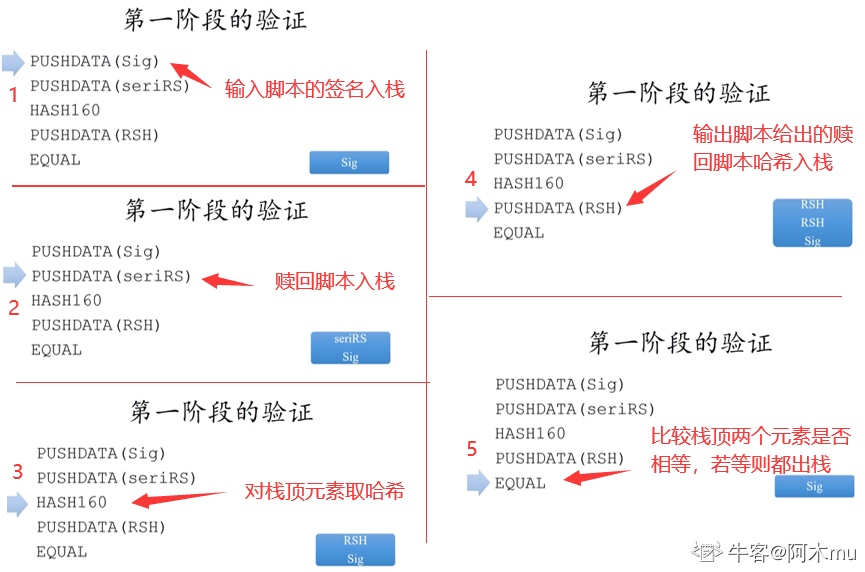 第一阶段的验证
PUSHDATA(Sig)
PUSHDATA(seriRS)
HASH160
PUSHDATA(RSH)
EQUAL
1
输入脚本的签名入栈
Sig
第一阶段的验证
PUSHDATA(Sig)
PUSHDATA(seriRS)
HASH160
PUSHDATA(RSH)
EQUAL
2
赎回脚本入栈
seriRS
Sig
第一阶段的验证
PUSHDATA(Sig)
PUSHDATA(seriRS)
HASH160
PUSHDATA(RSH)
EQUAL
3
对栈顶元素取哈希
RSH
Sig
第一阶段的验证
PUSHDATA(Sig)
PUSHDATA(seriRS)
HASH160
PUSHDATA(RSH)
EQUAL
4
输出脚本给出的赎
回脚本哈希入栈
RSH
RSH
Sig
第一阶段的验证
PUSHDATA(Sig)
PUSHDATA(seriRS)
HASH160
PUSHDATA(RSH)
EQUAL
5
比较栈顶两个元素是否
相等，若等则都出栈
Sig
牛客@阿木mu